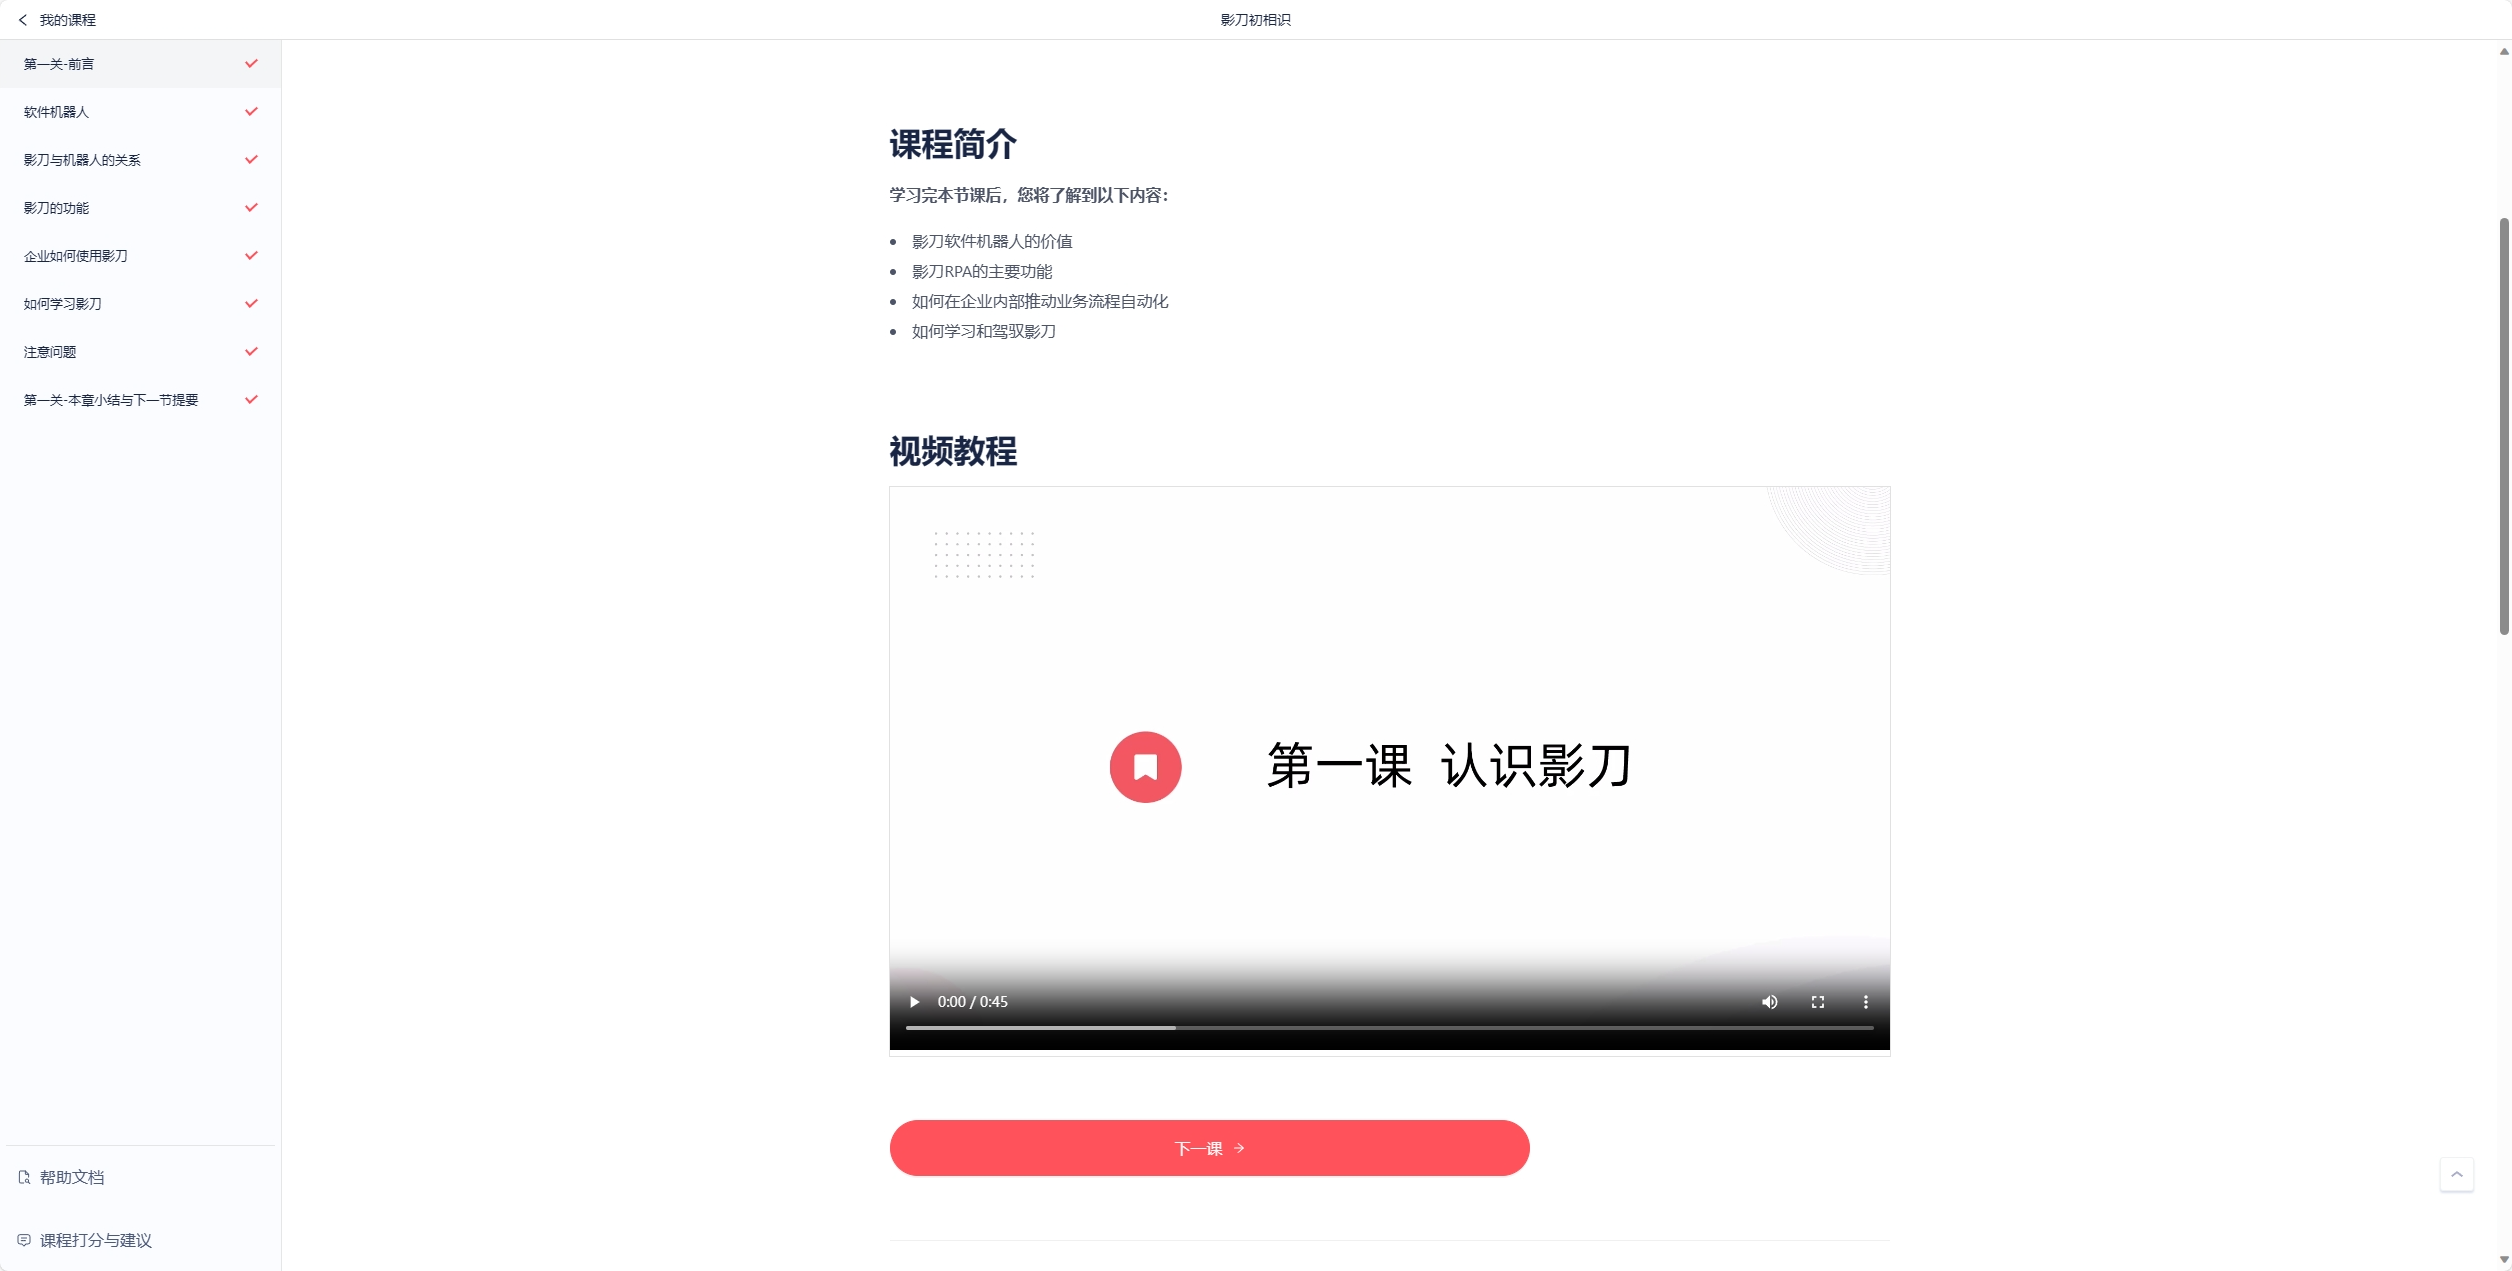 我的课程
影刀初相识
第一关-前言
软件机器人
影刀与机器人的关系
影刀的功能
企业如何使用影刀
如何学习影刀
注意问题
第一关-本章小结与下一节提要
帮助文档
课程打分与建议
课程简介
学习完本节课后，您将了解到以下内容：
影刀软件机器人的价值
影刀RPA的主要功能
如何在企业内部推动业务流程自动化
如何学习和驾驭影刀
视频教程
第一课 认识影刀
0:00 / 0:45
下一课